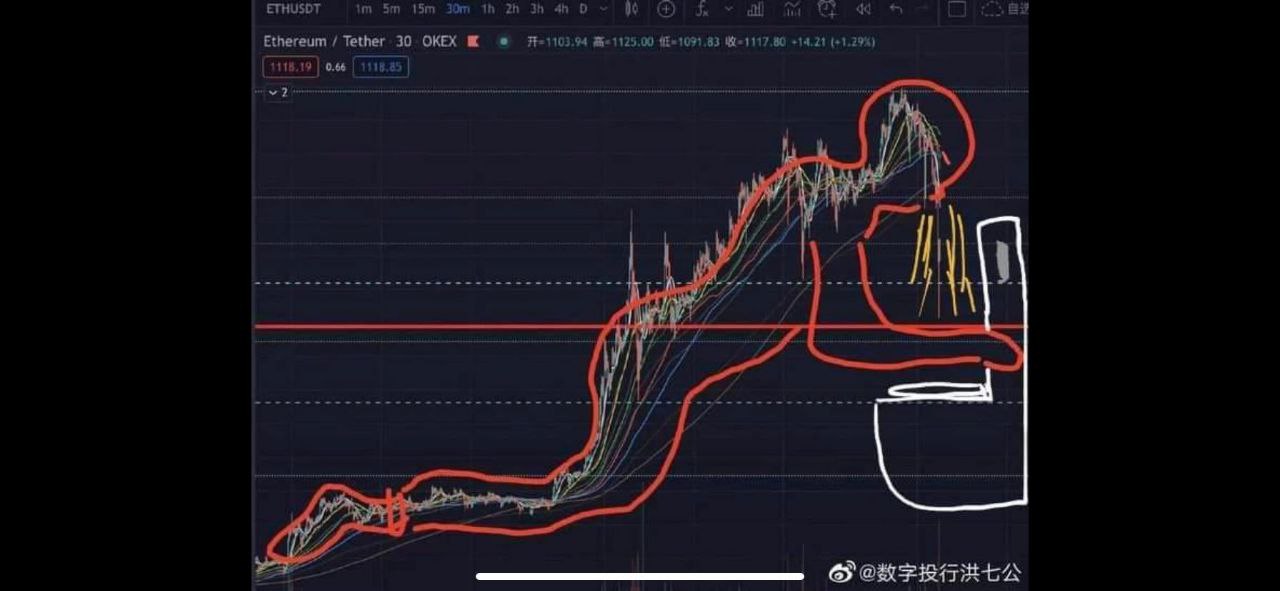 ETHUSDT 1m 5m 15m 30m 1h 2h 3h 4h D fx 自选
Ethereum / Tether · 30 · OKEX 开=1103.94 高=1125.00 低=1091.83 收=1117.80 +14.21 (+1.29%)
1118.19 0.66 1118.85
2
@数字投行洪七公